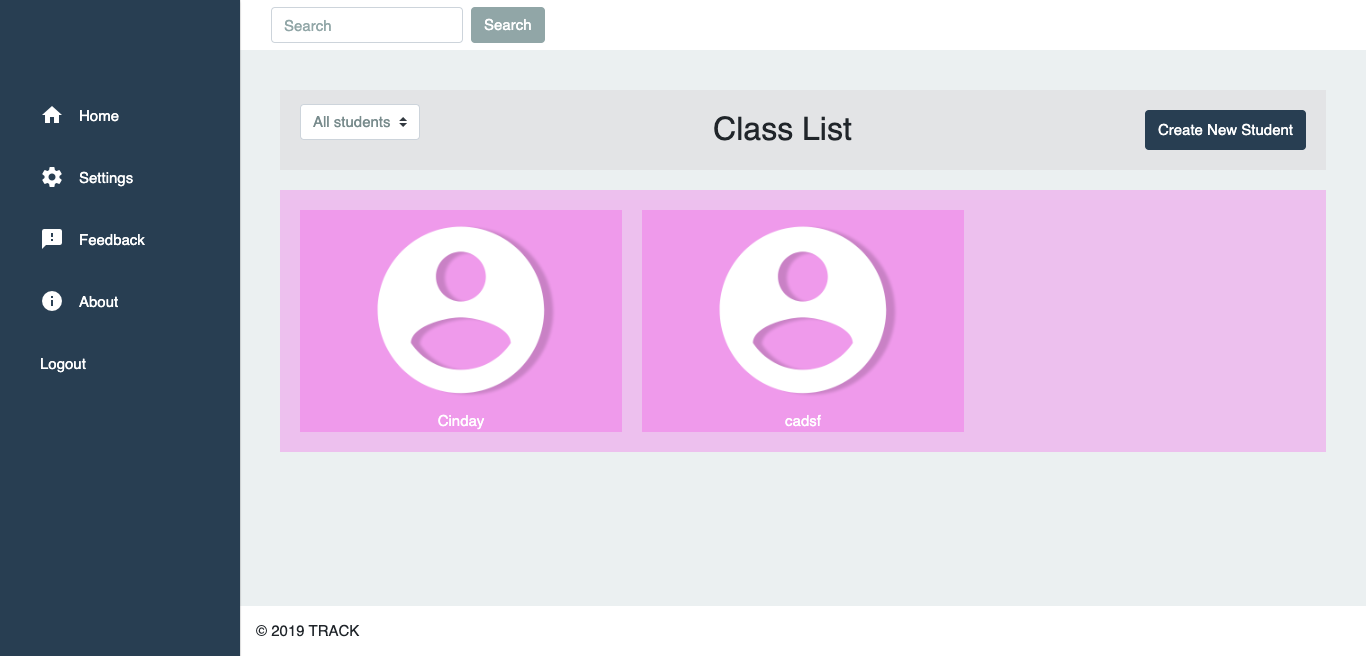 Search Search
Home
Settings
Feedback
About
Logout
All students Class List Create New Student
Cinday cadsf
© 2019 TRACK